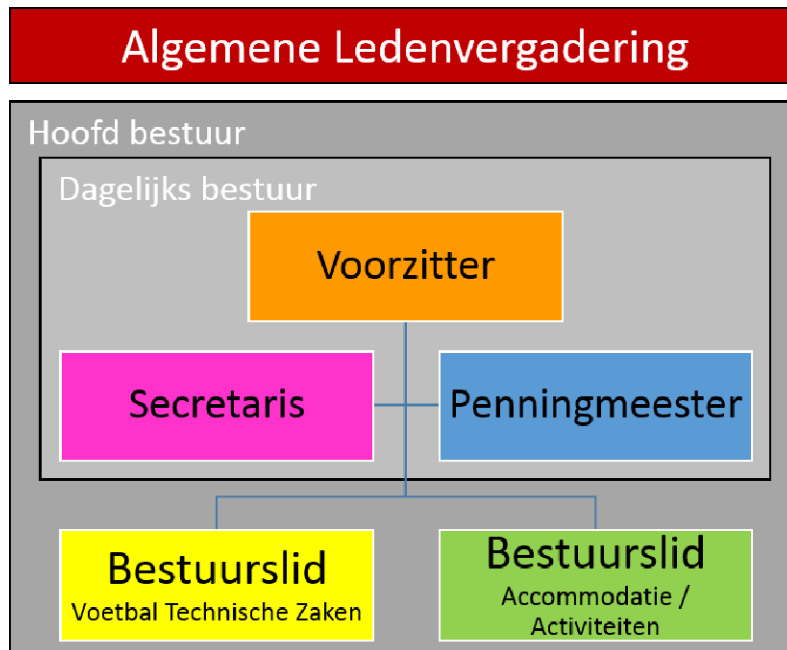 Algemene Ledenvergadering
Hoofd bestuur
Dagelijks bestuur
Voorzitter
Secretaris
Penningmeester
Bestuurslid
Voetbal Technische Zaken
Bestuurslid
Accommodatie /
Activiteiten